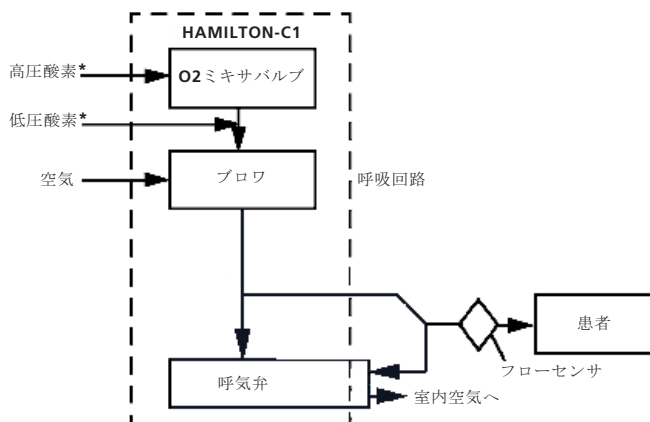 HAMILTON-C1
高圧酸素*
O2ミキサバルブ
低圧酸素*
空気
ブロワ
呼吸回路
患者
フローセンサ
呼気弁
室内空気へ